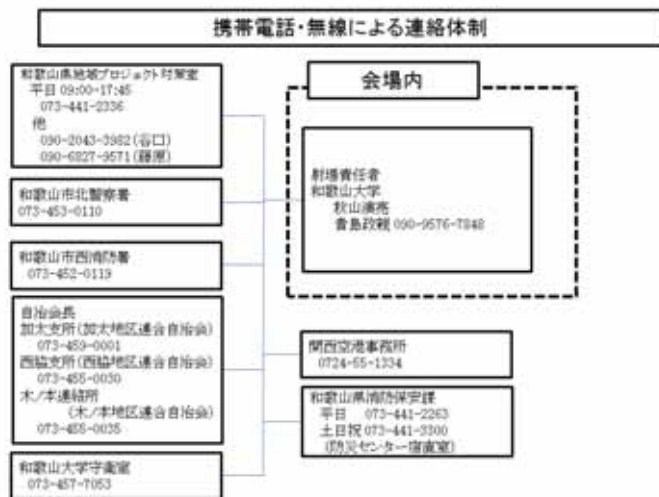 携帯電話・無線による連絡体制
和歌山県地域プロジェクト対策室
平日 09:00-17:45
073-441-2336
他
090-2043-3982(谷口)
090-6827-9571(藤原)
和歌山市北警察署
073-453-0110
和歌山市西消防署
073-452-0119
自治会長
加太支所(加太地区連合自治会)
073-459-0001
西脇支所(西脇地区連合自治会)
073-455-0030
木ノ本連絡所
(木ノ本地区連合自治会)
073-455-0035
和歌山大学守衛室
073-457-7053
会場内
射場責任者
和歌山大学
秋山演亮
青島政親 090-9576-7848
関西空港事務所
0724-55-1334
和歌山県消防保安課
平日 073-441-2263
土日祝 073-441-3300
(防災センター宿直室)